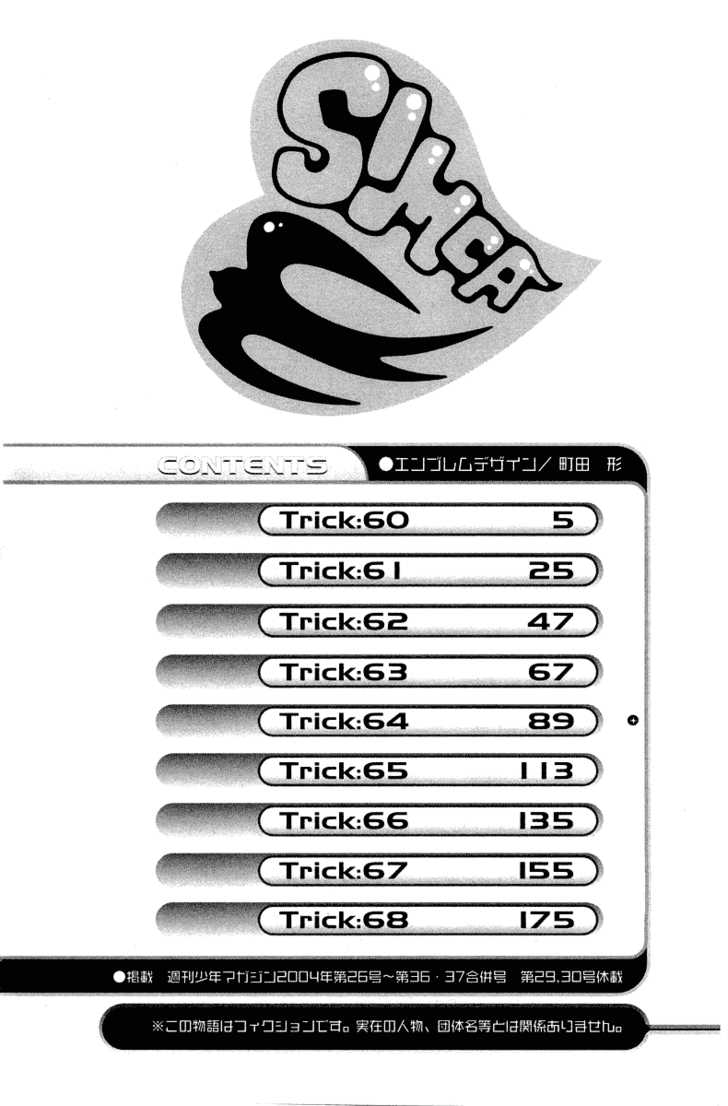 SIMCA
CONTENTS
●エンブレムデザイン／町田　形
Trick:60 5
Trick:61 25
Trick:62 47
Trick:63 67
Trick:64 89
Trick:65 113
Trick:66 135
Trick:67 155
Trick:68 175
●掲載　週刊少年マガジン2004年第26号〜第36・37合併号　第29,30号休載
※この物語はフィクションです。実在の人物、団体名等とは関係ありません。